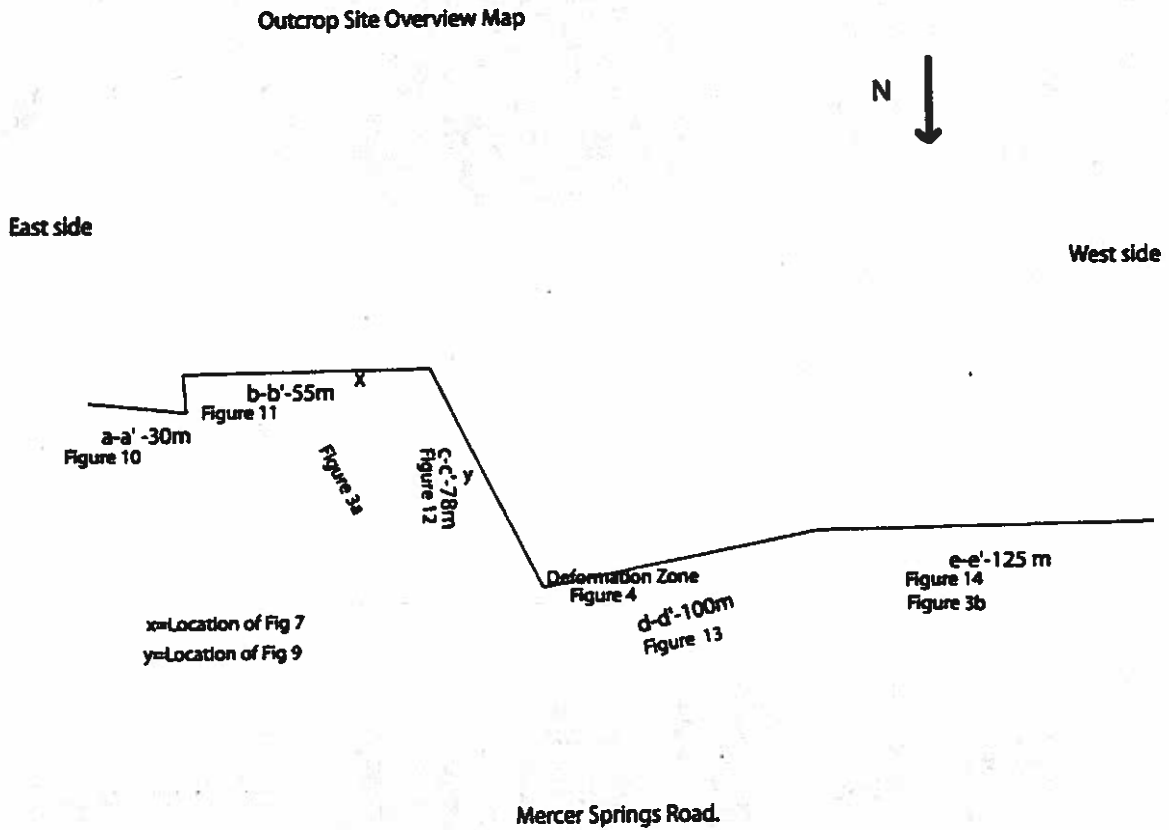 Outcrop Site Overview Map
N
East side
West side
b-b'-55m
x
Figure 11
a-a' -30m
Figure 10
Figure 3a
c-c'-78m
Figure 12
y
Deformation Zone
Figure 4
d-d'-100m
Figure 13
e-e'-125 m
Figure 14
Figure 3b
x=Location of Fig 7
y=Location of Fig 9
Mercer Springs Road.